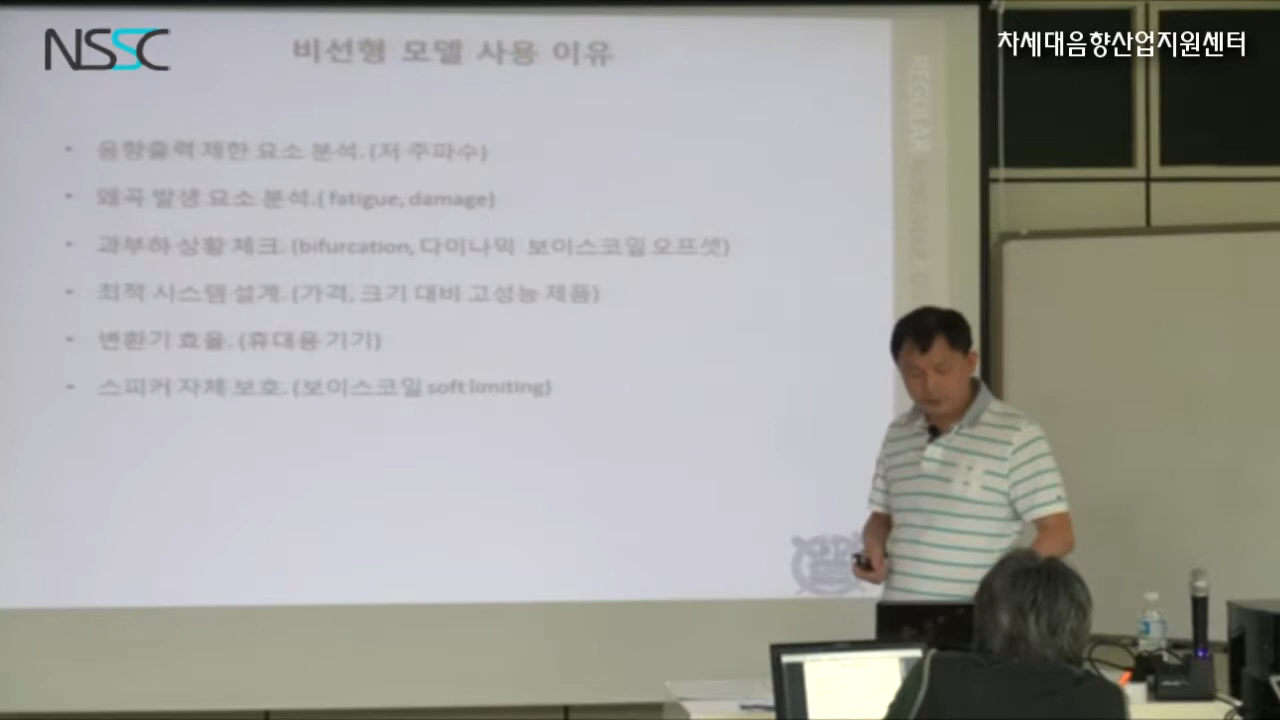 NSSC
차세대음향산업지원센터
비선형 모델 사용 이유
REGULAR
• 음향출력 제한 요소 분석. (저 주파수)
• 왜곡 발생 요소 분석.( fatigue, damage)
• 과부하 상황 체크. (bifurcation, 다이나믹 보이스코일 오프셋)
• 최적 시스템 설계. (가격, 크기 대비 고성능 제품)
• 변환기 효율. (휴대용 기기)
• 스피커 자체 보호. (보이스코일 soft limiting)